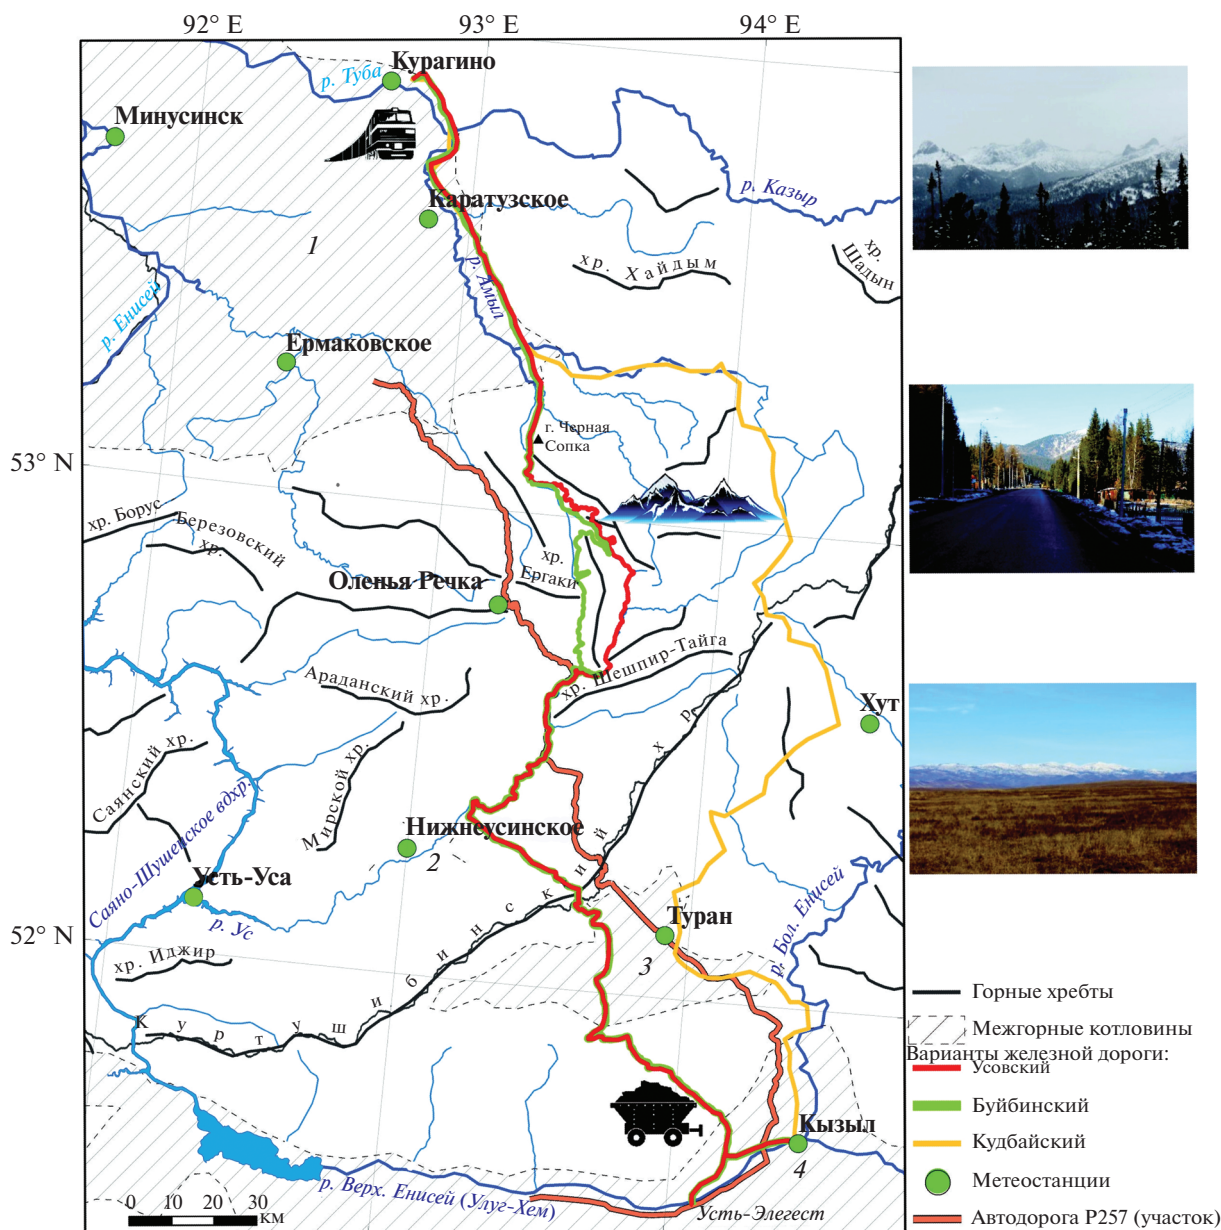 92° E
93° E
94° E
Курагино
р. Туба
Минусинск
р. Казыр
Каратузское
1
хр. Шадын
хр. Хайдым
р. Амыл
р. Енисей
Ермаковское
г. Черная
Сопка
53° N
хр. Борус
Березовский
хр.
хр.
Ергаки
Оленья Речка
хр. Шешпир-Тайга
Араданский хр.
Хут
Саянский хр.
Мирской хр.
Саяно-Шушенское вдхр.
Нижнеусинское
2
Усть-Уса
р. Ус
Туран
р. Бол. Енисей
52° N
хр. Иджир
3
Куртушибинский хр.
Горные хребты
Межгорные котловины
Варианты железной дороги:
Усовский
Буйбинский
Кудбайский
Метеостанции
Автодорога Р257 (участок)
Кызыл
4
р. Верх. Енисей (Улуг-Хем)
Усть-Элегест
0 10 20 30
км